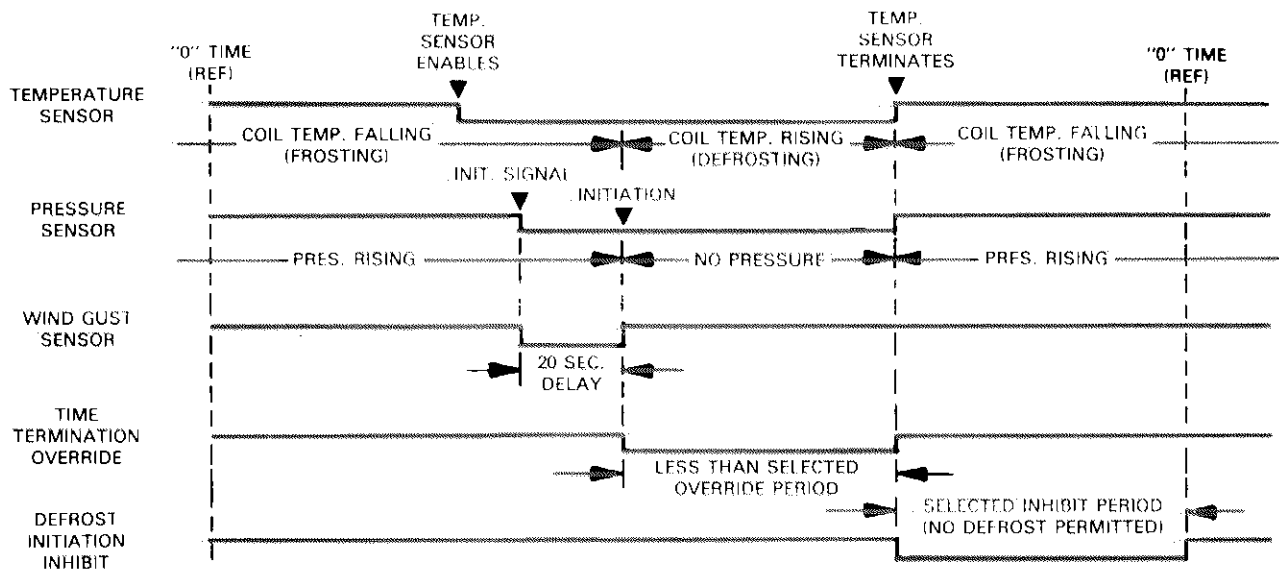 TEMP.
SENSOR
ENABLES
TEMP.
SENSOR
TERMINATES
"0" TIME
(REF)
"0" TIME
(REF)
TEMPERATURE
SENSOR
COIL TEMP. FALLING
(FROSTING)
COIL TEMP. RISING
(DEFROSTING)
COIL TEMP. FALLING
(FROSTING)
INIT. SIGNAL
INITIATION
PRESSURE
SENSOR
PRES. RISING
NO PRESSURE
PRES. RISING
WIND GUST
SENSOR
20 SEC.
DELAY
TIME
TERMINATION
OVERRIDE
LESS THAN SELECTED
OVERRIDE PERIOD
SELECTED INHIBIT PERIOD
(NO DEFROST PERMITTED)
DEFROST
INITIATION
INHIBIT